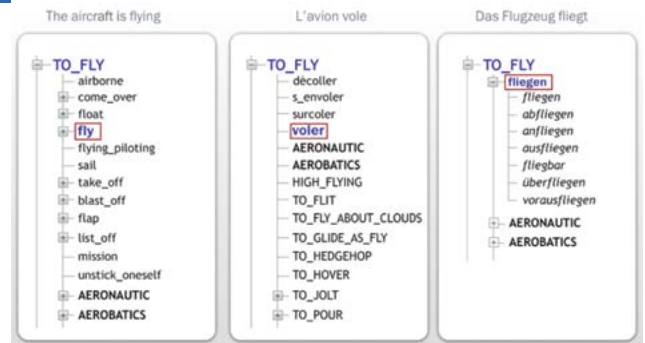 The aircraft is flying
TO_FLY
airborne
come_over
float
fly
flying_piloting
sail
take_off
blast_off
flap
list_off
mission
unstick_oneself
AERONAUTIC
AEROBATICS
L'avion vole
TO_FLY
dècoller
s_envoler
surcoler
voler
AERONAUTIC
AEROBATICS
HIGH_FLYING
TO_FLIT
TO_FLY_ABOUT_CLOUDS
TO_GLIDE_AS_FLY
TO_HEDGEHOP
TO_HOVER
TO_JOLT
TO_POUR
Das Flugzeug fliegt
TO_FLY
fliegen
fliegen
abfliegen
anfliegen
ausfliegen
fliegbar
überfliegen
vorausfliegen
AERONAUTIC
AEROBATICS